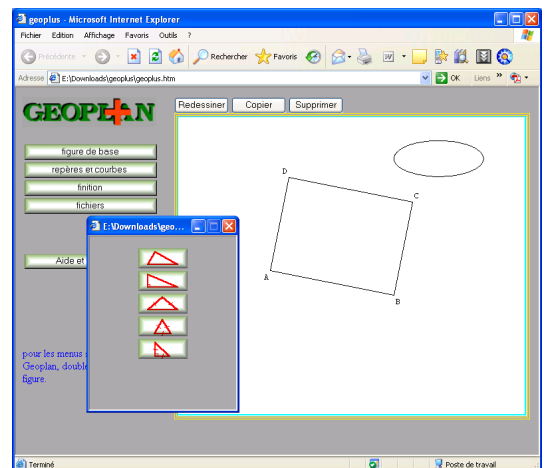 geoplus - Microsoft Internet Explorer
Fichier Edition Affichage Favoris Outils ?
Précédente Rechercher Favoris
Adresse E:\Downloads\geoplus\geoplus.htm OK Liens »
GEOPLAN
Redessiner Copier Supprimer
figure de base
repères et courbes
finition
fichiers
E:\Downloads\geo...
Aide et
pour les menus
Geoplan, double
figure.
D
C
A
B
Terminé Poste de travail